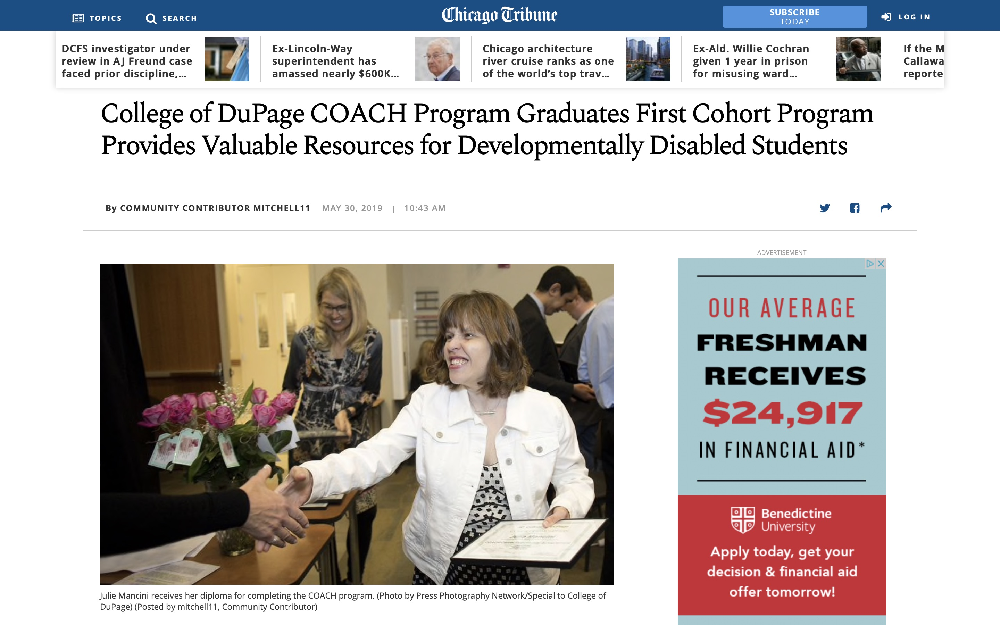 TOPICS
SEARCH
Chicago Tribune
SUBSCRIBE
TODAY
LOG IN
DCFS investigator under
review in AJ Freund case
faced prior discipline,...
Ex-Lincoln-Way
superintendent has
amassed nearly $600K...
Chicago architecture
river cruise ranks as one
of the world's top trav...
Ex-Ald. Willie Cochran
given 1 year in prison
for misusing ward...
If the M
Callawa
reporte
College of DuPage COACH Program Graduates First Cohort Program
Provides Valuable Resources for Developmentally Disabled Students
By COMMUNITY CONTRIBUTOR MITCHELL11 MAY 30, 2019 | 10:43 AM
Julie Mancini receives her diploma for completing the COACH program. (Photo by Press Photography Network/Special to College of
DuPage) (Posted by mitchell11, Community Contributor)
ADVERTISEMENT
OUR AVERAGE
FRESHMAN
RECEIVES
$24,917
IN FINANCIAL AID*
Benedictine
University
Apply today, get your
decision & financial aid
offer tomorrow!